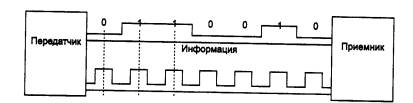 0 1 1 0 0 1 0
Передатчик
Информация
Приемник